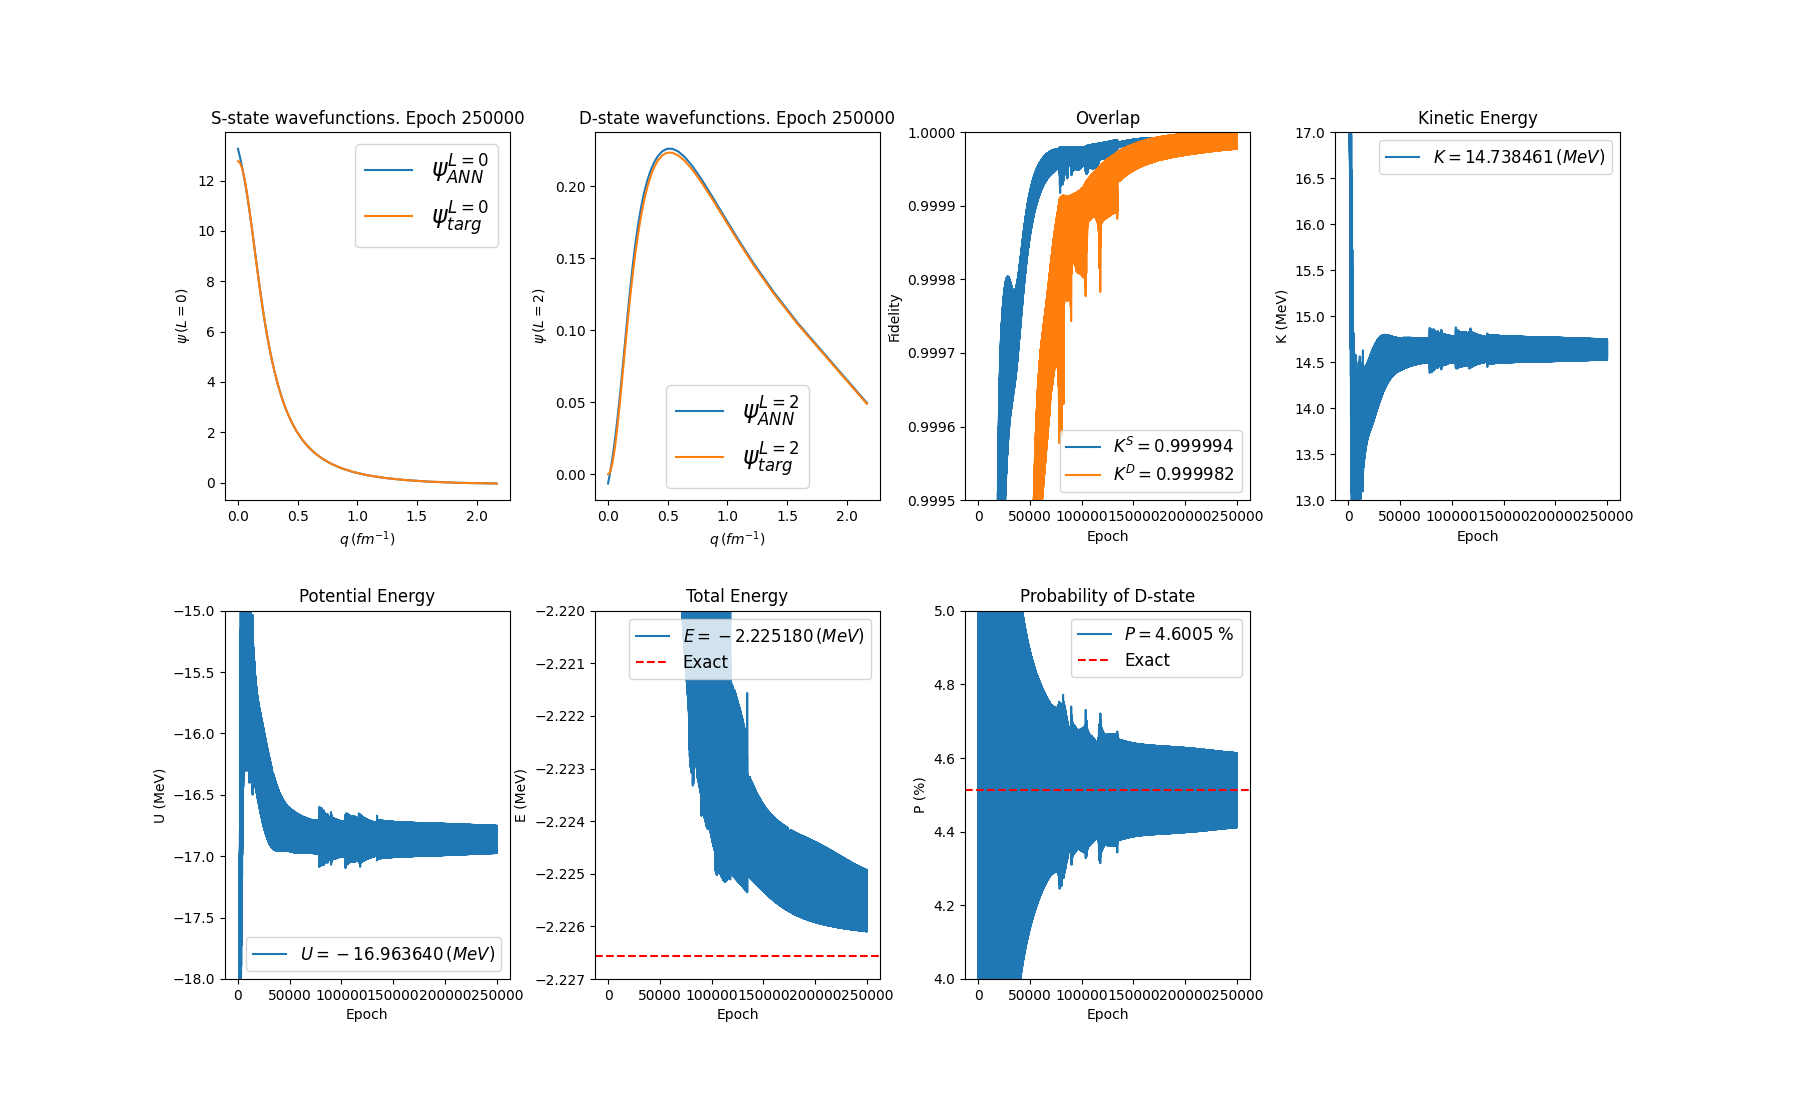 S-state wavefunctions. Epoch 250000
D-state wavefunctions. Epoch 250000
Overlap
Kinetic Energy
ψ(L = 0)
12
10
8
6
4
2
0
ψ_{ANN}^{L=0}
ψ_{targ}^{L=0}
0.0 0.5 1.0 1.5 2.0
q (fm^{-1})
ψ(L = 2)
0.20
0.15
0.10
0.05
0.00
ψ_{ANN}^{L=2}
ψ_{targ}^{L=2}
0.0 0.5 1.0 1.5 2.0
q (fm^{-1})
Fidelity
1.0000
0.9999
0.9998
0.9997
0.9996
0.9995
K^S = 0.999994
K^D = 0.999982
0 50000 100000 150000 200000 250000
Epoch
K (MeV)
17.0
16.5
16.0
15.5
15.0
14.5
14.0
13.5
13.0
K = 14.738461 (MeV)
0 50000 100000 150000 200000 250000
Epoch
Potential Energy
Total Energy
Probability of D-state
U (MeV)
−15.0
−15.5
−16.0
−16.5
−17.0
−17.5
−18.0
U = −16.963640 (MeV)
0 50000 100000 150000 200000 250000
Epoch
E (MeV)
−2.220
−2.221
−2.222
−2.223
−2.224
−2.225
−2.226
−2.227
E = −2.225180 (MeV)
Exact
0 50000 100000 150000 200000 250000
Epoch
P (%)
5.0
4.8
4.6
4.4
4.2
4.0
P = 4.6005 %
Exact
0 50000 100000 150000 200000 250000
Epoch